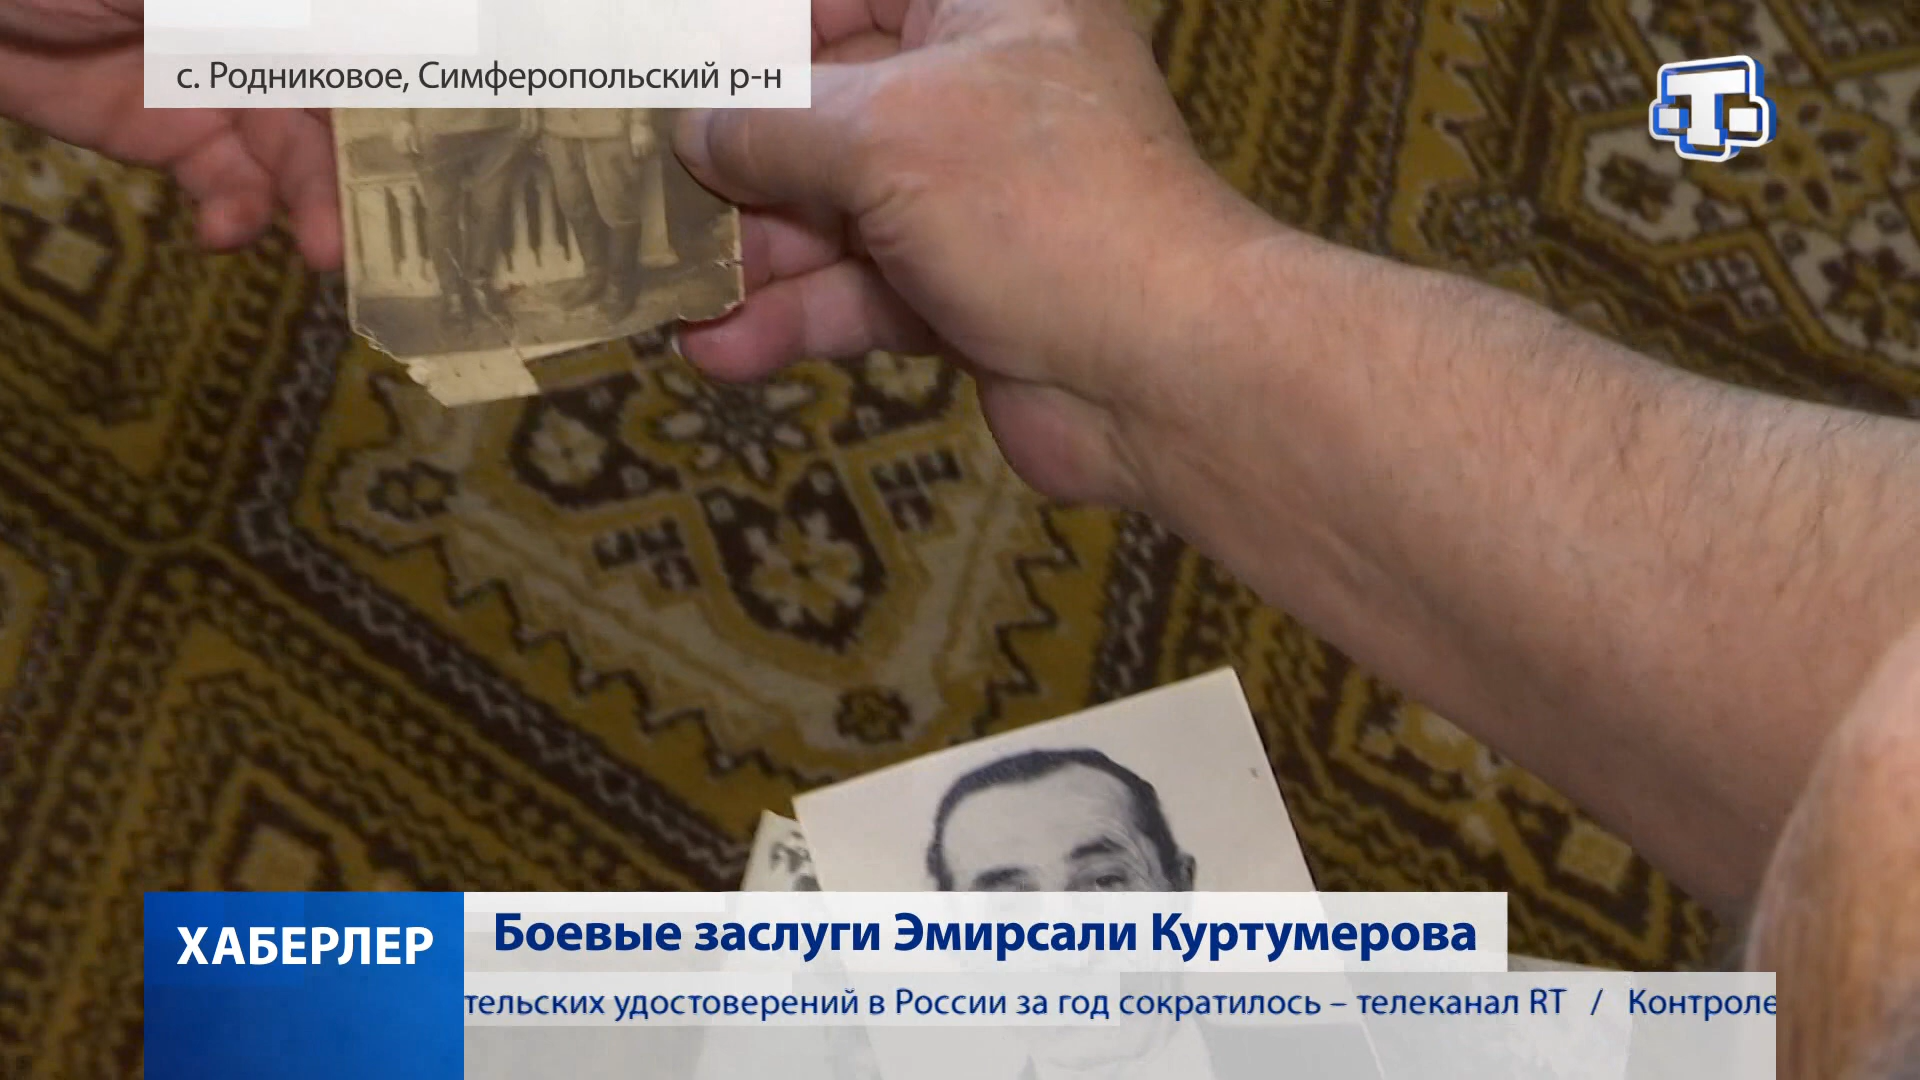 с. Родниковое, Симферопольский р-н
Т
ХАБЕРЛЕР
Боевые заслуги Эмирсали Куртумерова
тельских удостоверений в России за год сократилось – телеканал RT / Контроле